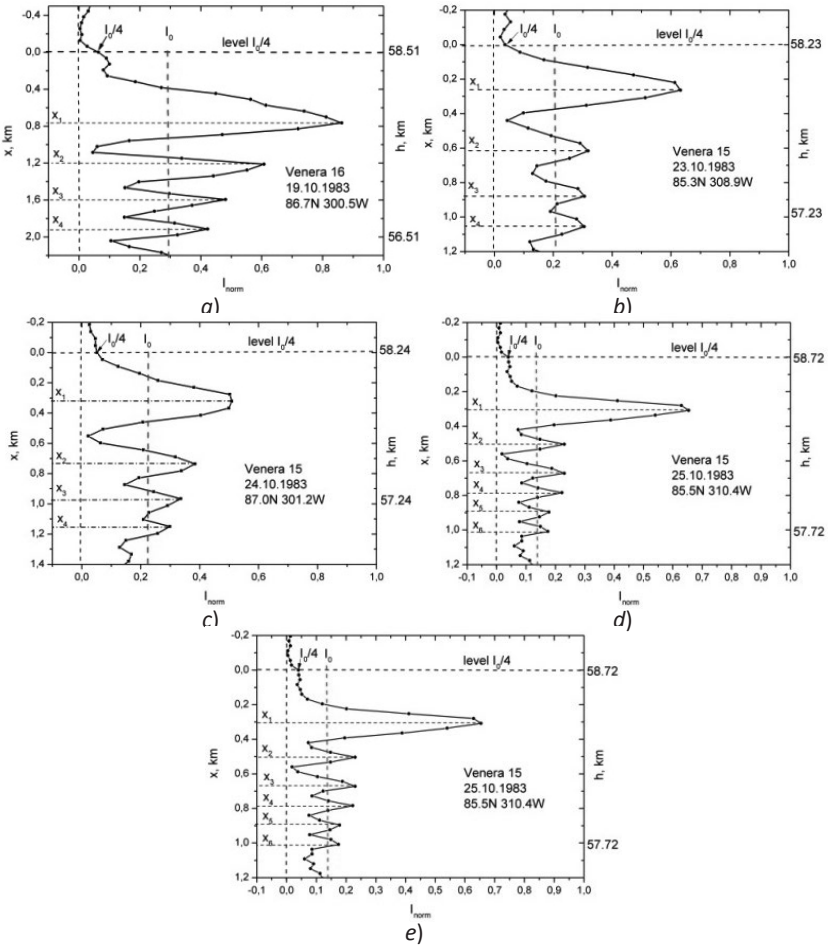 -0,2
0,0
0,2
0,4
0,6
0,8
1,0
1,2
1,4
1,6
1,8
2,0
x, km
I₀/4
I₀
level I₀/4
58.51
56.51
h, km
X₁
X₂
X₃
X₄
Venera 16
19.10.1983
86.7N 300.5W
0,0 0,2 0,4 0,6 0,8 1,0
Iₙₒᵣₘ
a)
-0,2
0,0
0,2
0,4
0,6
0,8
1,0
1,2
x, km
I₀/4
I₀
level I₀/4
58.23
57.23
h, km
X₁
X₂
X₃
X₄
Venera 15
23.10.1983
85.3N 308.9W
0,0 0,2 0,4 0,6 0,8 1,0
Iₙₒᵣₘ
b)
-0,2
0,0
0,2
0,4
0,6
0,8
1,0
1,2
1,4
x, km
I₀/4
I₀
level I₀/4
58.24
57.24
h, km
X₁
X₂
X₃
X₄
Venera 15
24.10.1983
87.0N 301.2W
0,0 0,2 0,4 0,6 0,8 1,0
Iₙₒᵣₘ
c)
-0,2
0,0
0,2
0,4
0,6
0,8
1,0
1,2
x, km
I₀/4
I₀
level I₀/4
58.72
57.72
h, km
X₁
X₂
X₃
X₄
X₅
X₆
Venera 15
25.10.1983
85.5N 310.4W
-0,1 0,0 0,1 0,2 0,3 0,4 0,5 0,6 0,7 0,8 0,9 1,0
Iₙₒᵣₘ
d)
-0,2
0,0
0,2
0,4
0,6
0,8
1,0
1,2
x, km
I₀/4
I₀
level I₀/4
58.72
57.72
h, km
X₁
X₂
X₃
X₄
X₅
X₆
Venera 15
25.10.1983
85.5N 310.4W
-0,1 0,0 0,1 0,2 0,3 0,4 0,5 0,6 0,7 0,8 0,9 1,0
Iₙₒᵣₘ
e)